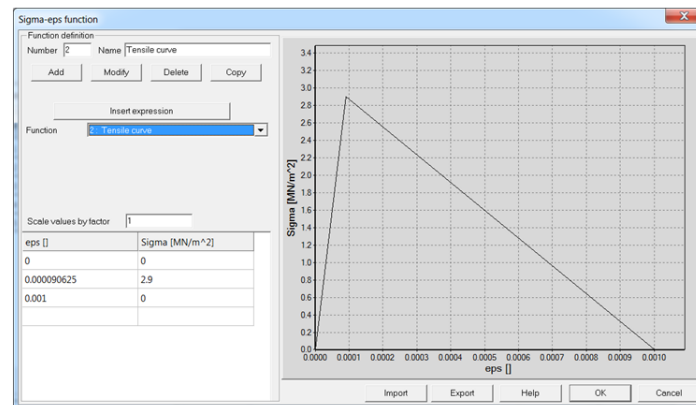 Sigma-eps function
Function definition
Number 2 Name Tensile curve
Add Modify Delete Copy
Insert expression
Function 2 : Tensile curve
Scale values by factor 1
eps [] Sigma [MN/m^2]
0 0
0.000090625 2.9
0.001 0
Sigma [MN/m^2]
3.4
3.2
3.0
2.8
2.6
2.4
2.2
2.0
1.8
1.6
1.4
1.2
1.0
0.8
0.6
0.4
0.2
0.0
0.0000 0.0001 0.0002 0.0003 0.0004 0.0005 0.0006 0.0007 0.0008 0.0009 0.0010
eps []
Import Export Help OK Cancel